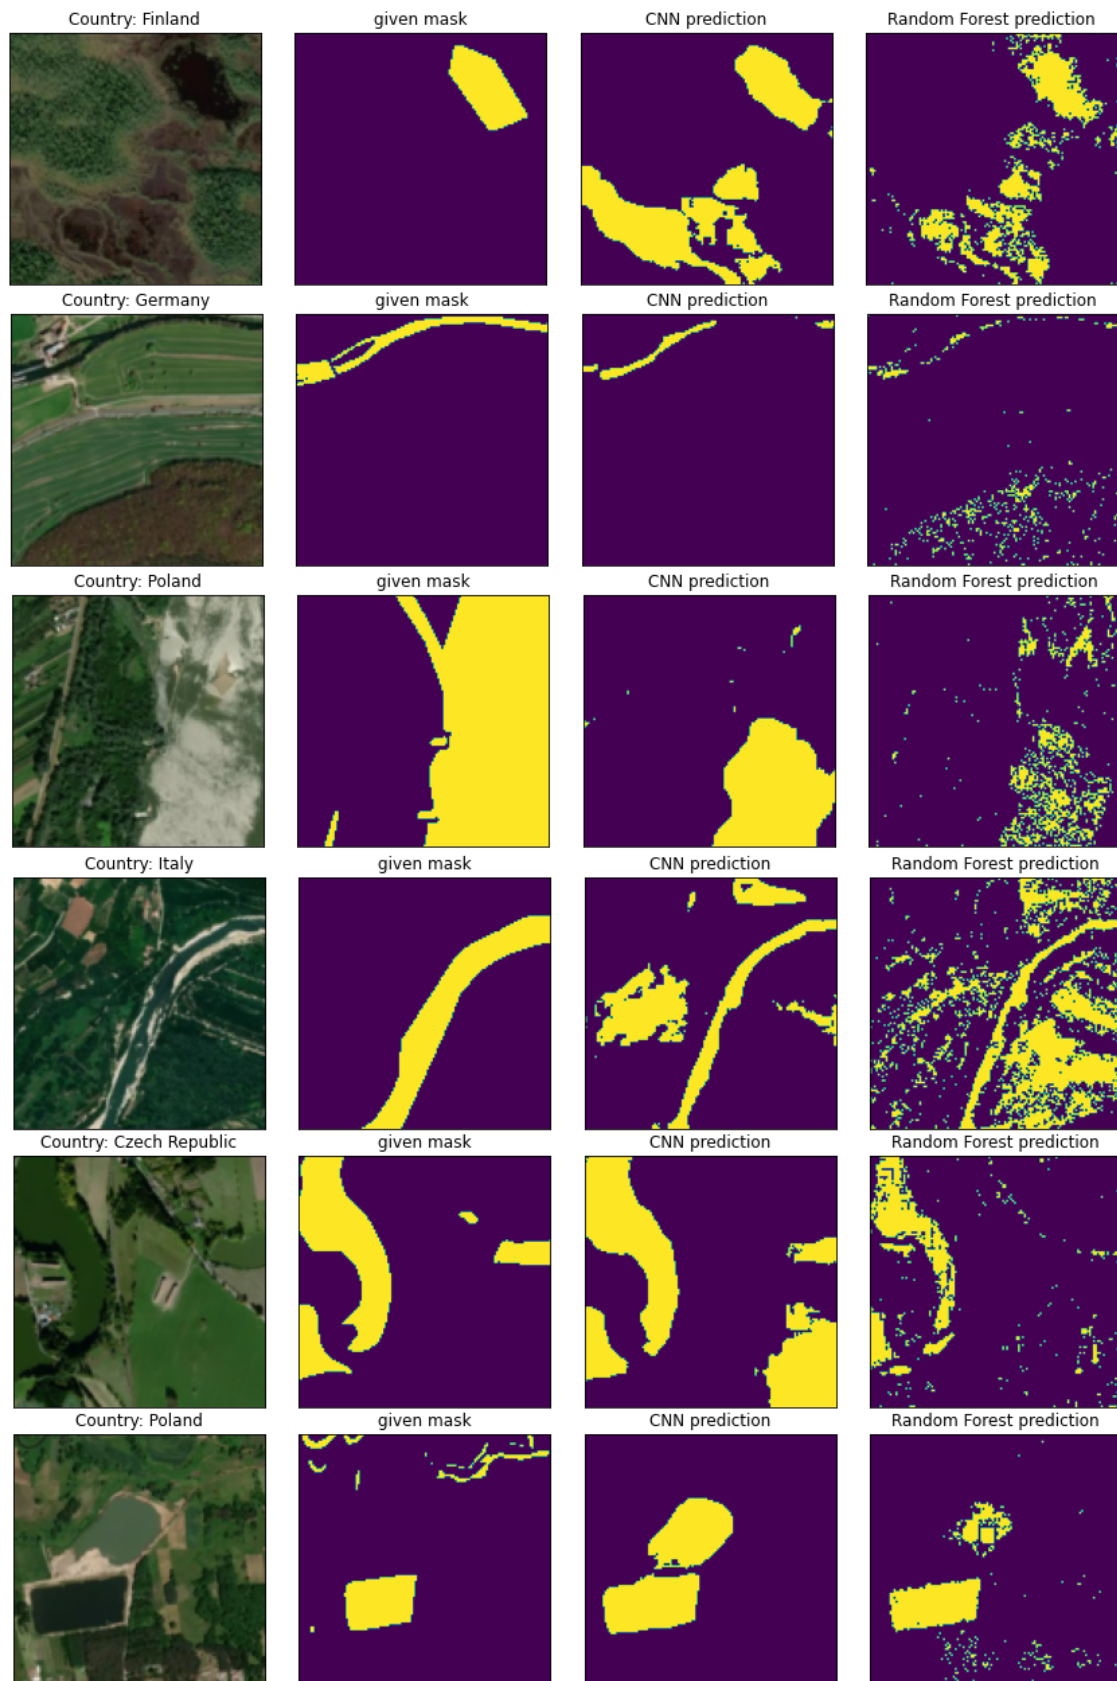 Country: Finland given mask CNN prediction Random Forest prediction
Country: Germany given mask CNN prediction Random Forest prediction
Country: Poland given mask CNN prediction Random Forest prediction
Country: Italy given mask CNN prediction Random Forest prediction
Country: Czech Republic given mask CNN prediction Random Forest prediction
Country: Poland given mask CNN prediction Random Forest prediction